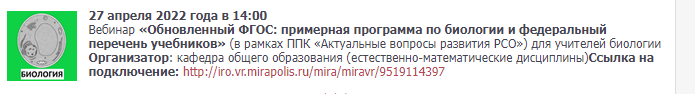 27 апреля 2022 года в 14:00
Вебинар «Обновленный ФГОС: примерная программа по биологии и федеральный
перечень учебников» (в рамках ППК «Актуальные вопросы развития РСО») для учителей биологии
Организатор: кафедра общего образования (естественно-математические дисциплины)Ссылка на
подключение: http://iro.vr.mirapolis.ru/mira/miravr/9519114397
БИОЛОГИЯ